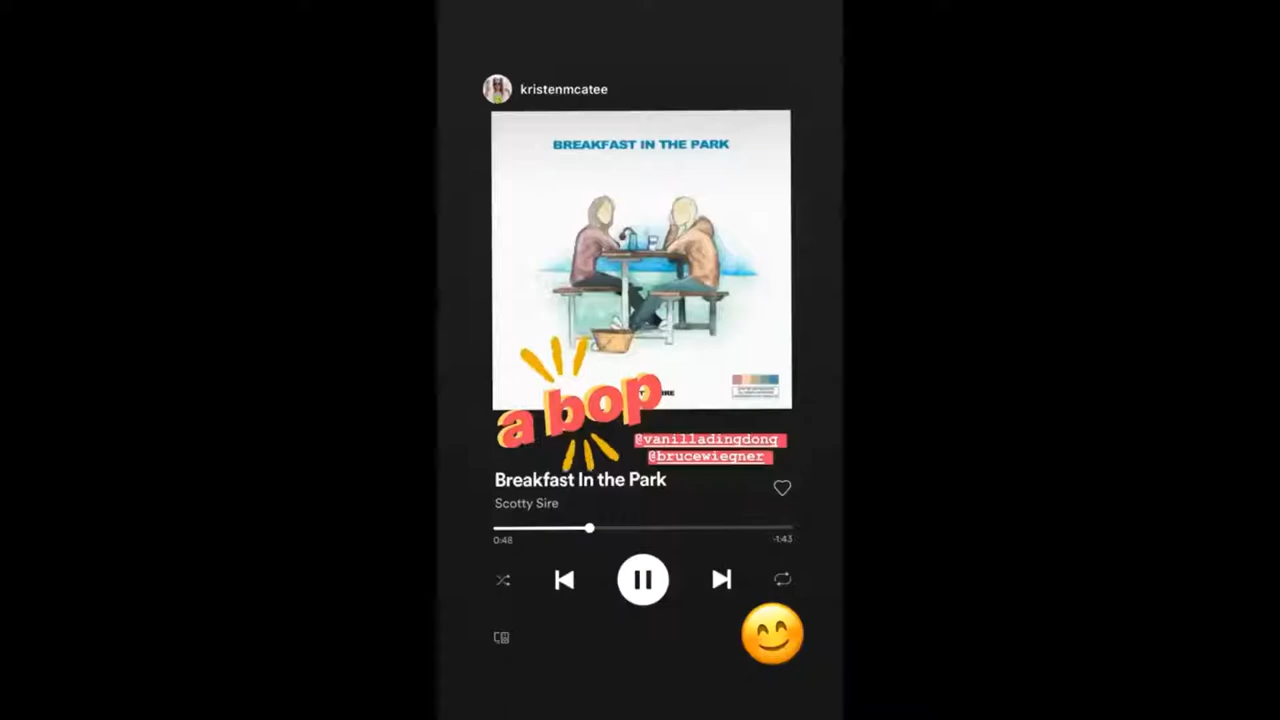 kristenmcatee
BREAKFAST IN THE PARK
a bop
@vanilladingdong
@brucewiegner
Breakfast In the Park
Scotty Sire
0:48
-1:43